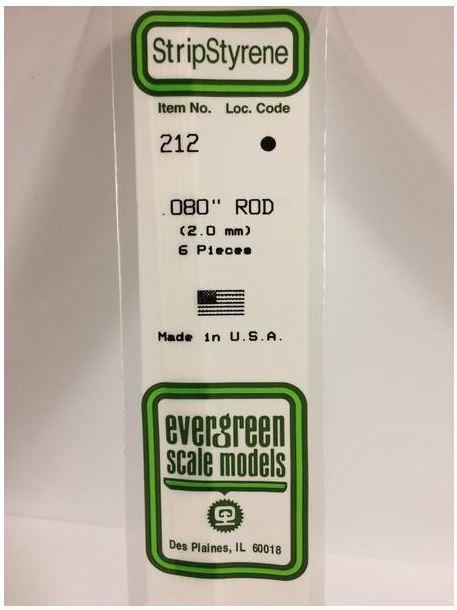 StripStyrene
Item No. Loc. Code
212 ●
.080" ROD
(2.0 mm)
6 Pieces
Made in U.S.A.
evergreen
scale models
Des Plaines, IL 60018